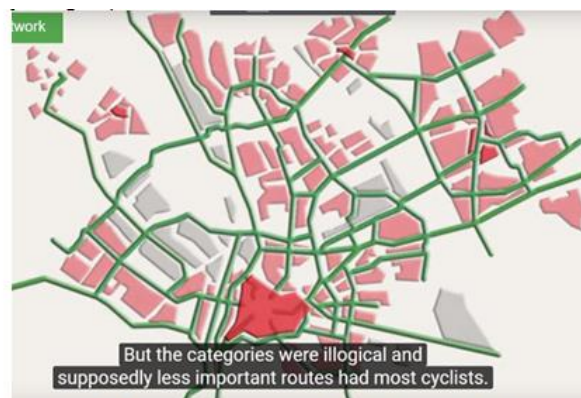 twork
But the categories were illogical and
supposedly less important routes had most cyclists.